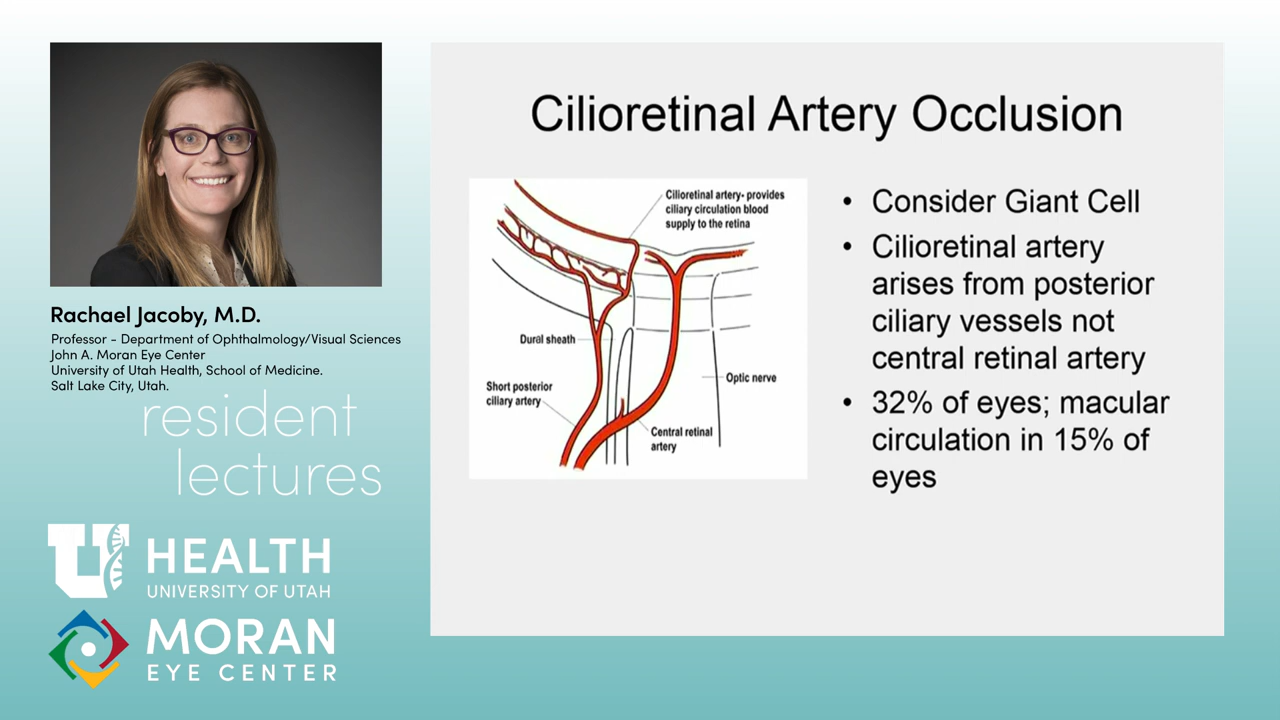 Rachael Jacoby, M.D.
Professor - Department of Ophthalmology/Visual Sciences
John A. Moran Eye Center
University of Utah Health, School of Medicine.
Salt Lake City, Utah.
resident
lectures
U
HEALTH
UNIVERSITY OF UTAH
MORAN
EYE CENTER
Cilioretinal Artery Occlusion
Cilioretinal artery- provides
ciliary circulation blood
supply to the retina
Dural sheath
Short posterior
ciliary artery
Optic nerve
Central retinal
artery
• Consider Giant Cell
• Cilioretinal artery
arises from posterior
ciliary vessels not
central retinal artery
• 32% of eyes; macular
circulation in 15% of
eyes